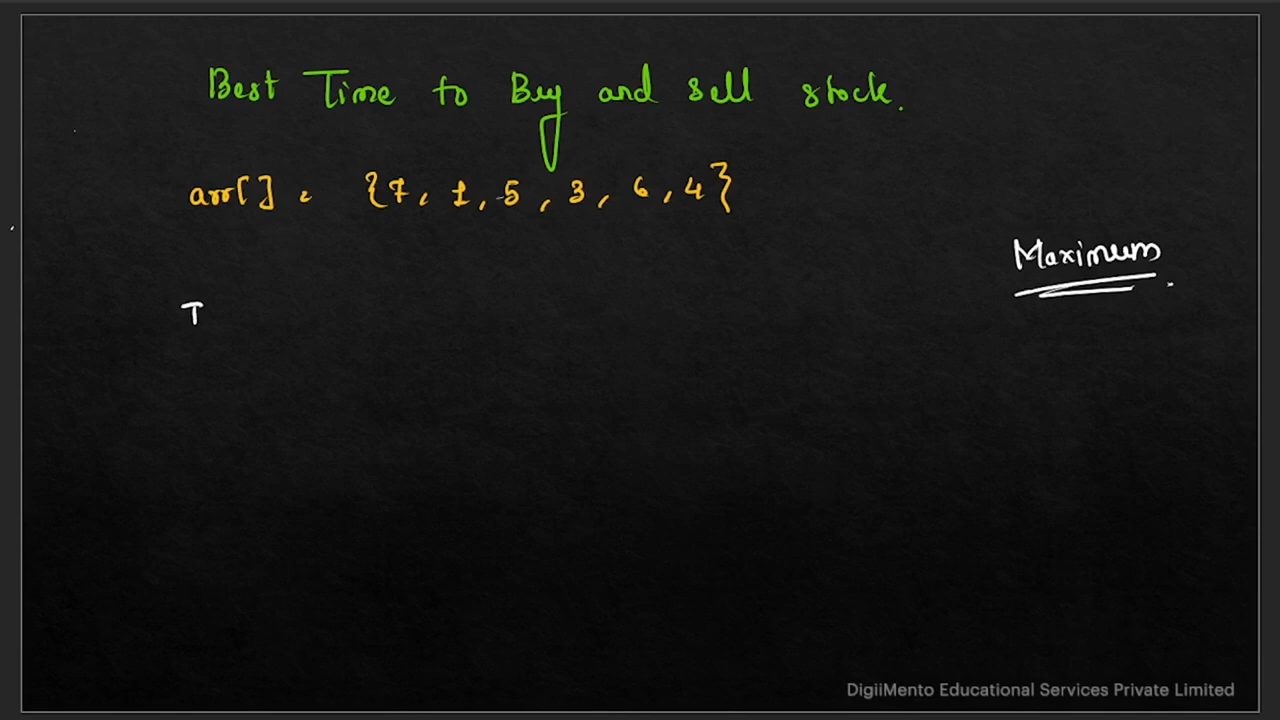 Best Time to Buy and sell stock.
arr[] = {7, 1, 5, 3, 6, 4}
Maximum
T
DigiiMento Educational Services Private Limited